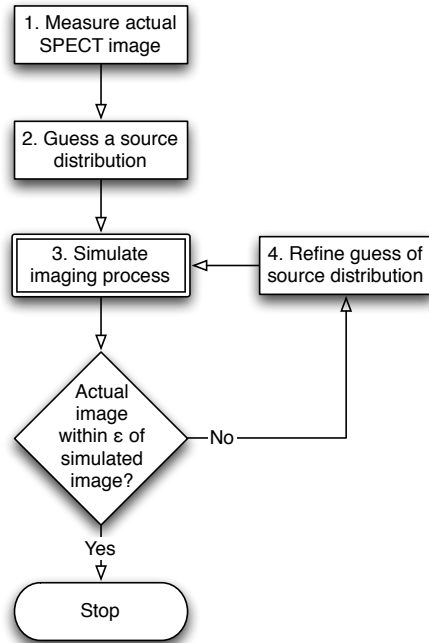 1. Measure actual
SPECT image
2. Guess a source
distribution
3. Simulate
imaging process
4. Refine guess of
source distribution
Actual
image
within ε of
simulated
image?
No
Yes
Stop